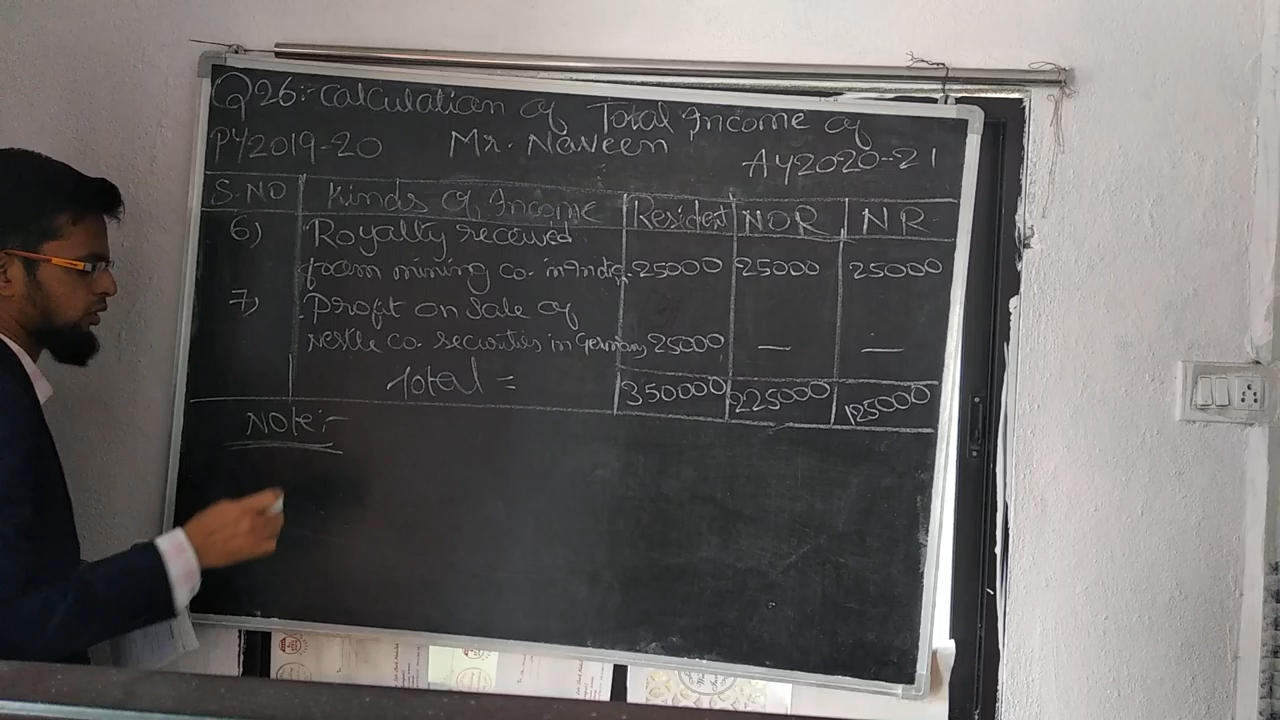 Q26:- Calculation of Total Income of
PY2019-20 Mr. Naveen AY2020-21
S.NO Kinds of Income Resident NOR NR
6) Royalty received
from mining co. in India 25000 25000 25000
7) Profit on Sale of
Nestle co. securities in Germany 25000 — —
Total = 350000 225000 125000
Note:-